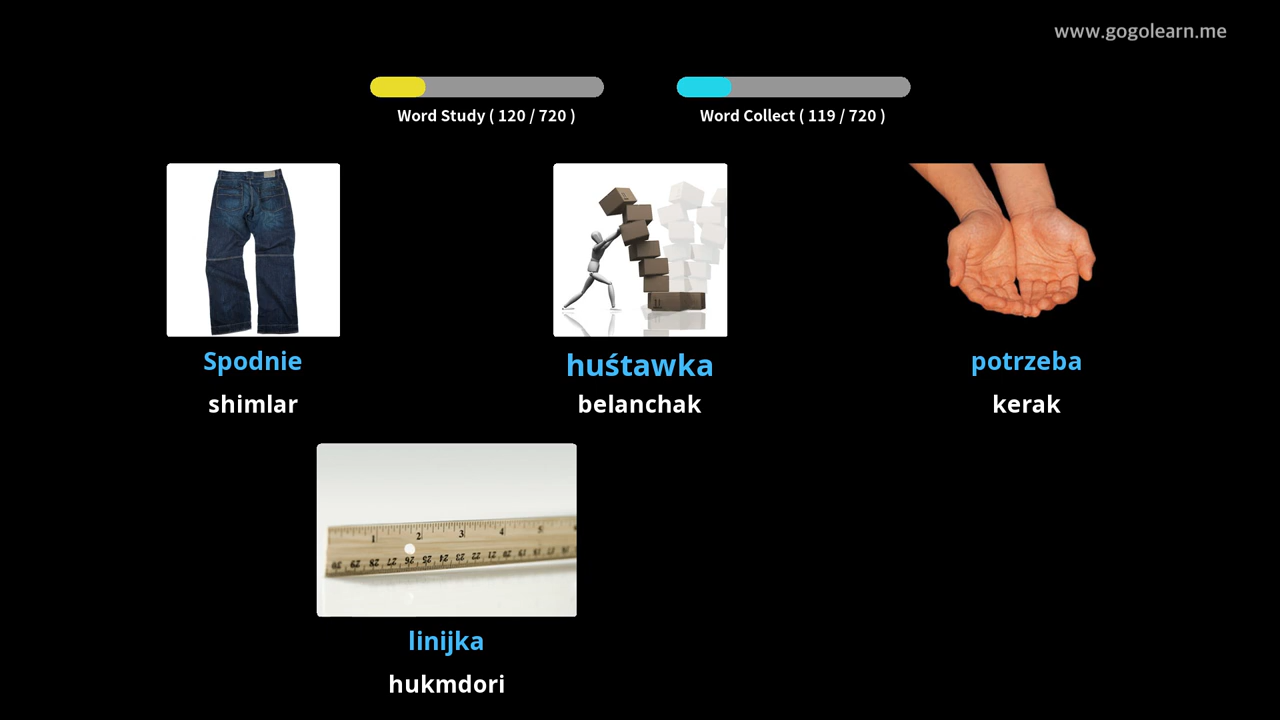 www.gogolearn.me
Word Study ( 120 / 720 )
Word Collect ( 119 / 720 )
Spodnie
shimlar
huśtawka
belanchak
potrzeba
kerak
linijka
hukmdori